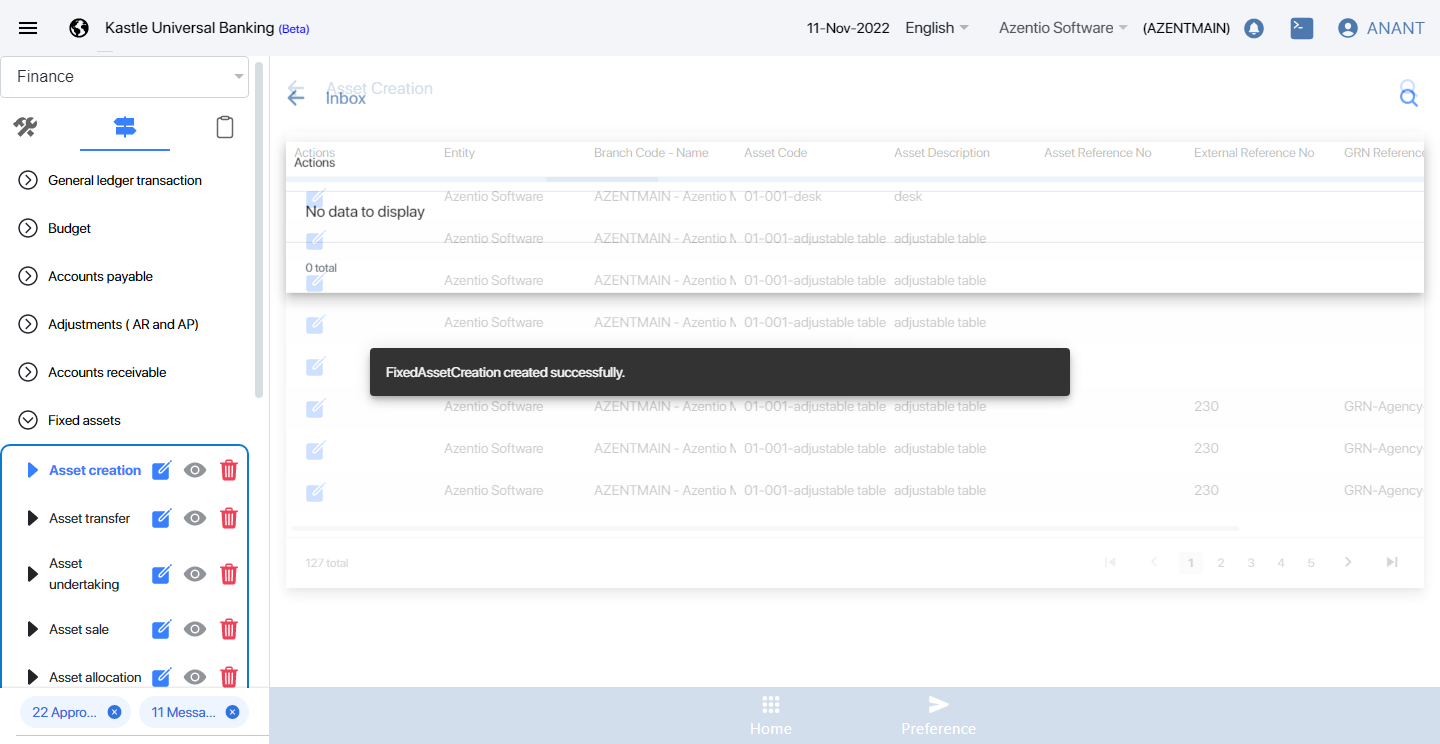 Kastle Universal Banking (Beta)
11-Nov-2022 English Azentio Software (AZENTMAIN) ANANT
Finance
General ledger transaction
Budget
Accounts payable
Adjustments ( AR and AP)
Accounts receivable
Fixed assets
Asset creation
Asset transfer
Asset
undertaking
Asset sale
Asset allocation
22 Appro...
11 Messa...
Asset Creation
Inbox
Actions Entity Branch Code - Name Asset Code Asset Description Asset Reference No External Reference No GRN Reference
Actions
Azentio Software AZENTMAIN - Azentio M 01-001-desk desk
No data to display
Azentio Software AZENTMAIN - Azentio M 01-001-adjustable table adjustable table
0 total
Azentio Software AZENTMAIN - Azentio M 01-001-adjustable table adjustable table
Azentio Software AZENTMAIN - Azentio M 01-001-adjustable table adjustable table
FixedAssetCreation created successfully.
Azentio Software AZENTMAIN - Azentio M 01-001-adjustable table adjustable table 230 GRN-Agency-
Azentio Software AZENTMAIN - Azentio M 01-001-adjustable table adjustable table 230 GRN-Agency-
Azentio Software AZENTMAIN - Azentio M 01-001-adjustable table adjustable table 230 GRN-Agency-
127 total
1 2 3 4 5
Home
Preference